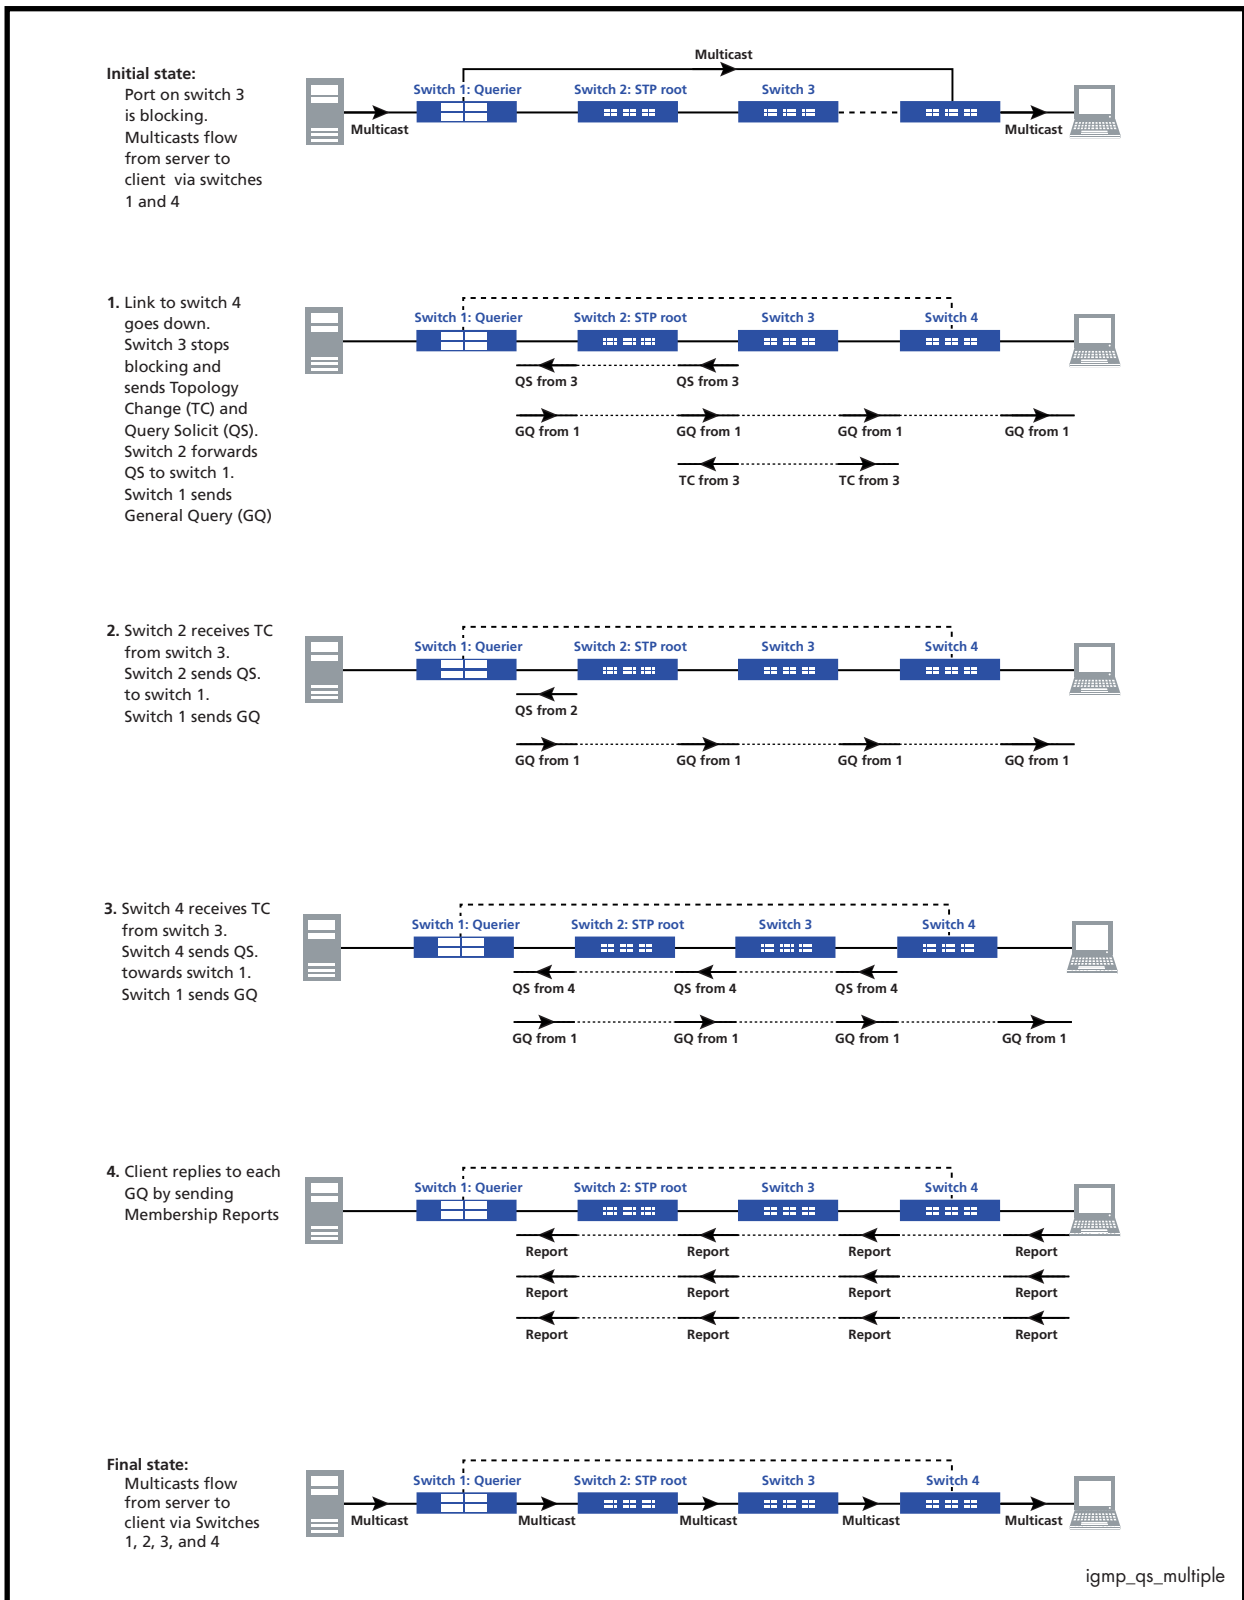 Initial state:
Port on switch 3
is blocking.
Multicasts flow
from server to
client via switches
1 and 4
Multicast
Switch 1: Querier
Switch 2: STP root
Switch 3
Multicast
Multicast
1. Link to switch 4
goes down.
Switch 3 stops
blocking and
sends Topology
Change (TC) and
Query Solicit (QS).
Switch 2 forwards
QS to switch 1.
Switch 1 sends
General Query (GQ)
Switch 1: Querier
Switch 2: STP root
Switch 3
Switch 4
QS from 3
QS from 3
GQ from 1
GQ from 1
GQ from 1
GQ from 1
TC from 3
TC from 3
2. Switch 2 receives TC
from switch 3.
Switch 2 sends QS.
to switch 1.
Switch 1 sends GQ
Switch 1: Querier
Switch 2: STP root
Switch 3
Switch 4
QS from 2
GQ from 1
GQ from 1
GQ from 1
GQ from 1
3. Switch 4 receives TC
from switch 3.
Switch 4 sends QS.
towards switch 1.
Switch 1 sends GQ
Switch 1: Querier
Switch 2: STP root
Switch 3
Switch 4
QS from 4
QS from 4
QS from 4
GQ from 1
GQ from 1
GQ from 1
GQ from 1
4. Client replies to each
GQ by sending
Membership Reports
Switch 1: Querier
Switch 2: STP root
Switch 3
Switch 4
Report
Report
Report
Report
Report
Report
Report
Report
Report
Report
Report
Report
Final state:
Multicasts flow
from server to
client via Switches
1, 2, 3, and 4
Switch 1: Querier
Switch 2: STP root
Switch 3
Switch 4
Multicast
Multicast
Multicast
Multicast
Multicast
igmp_qs_multiple